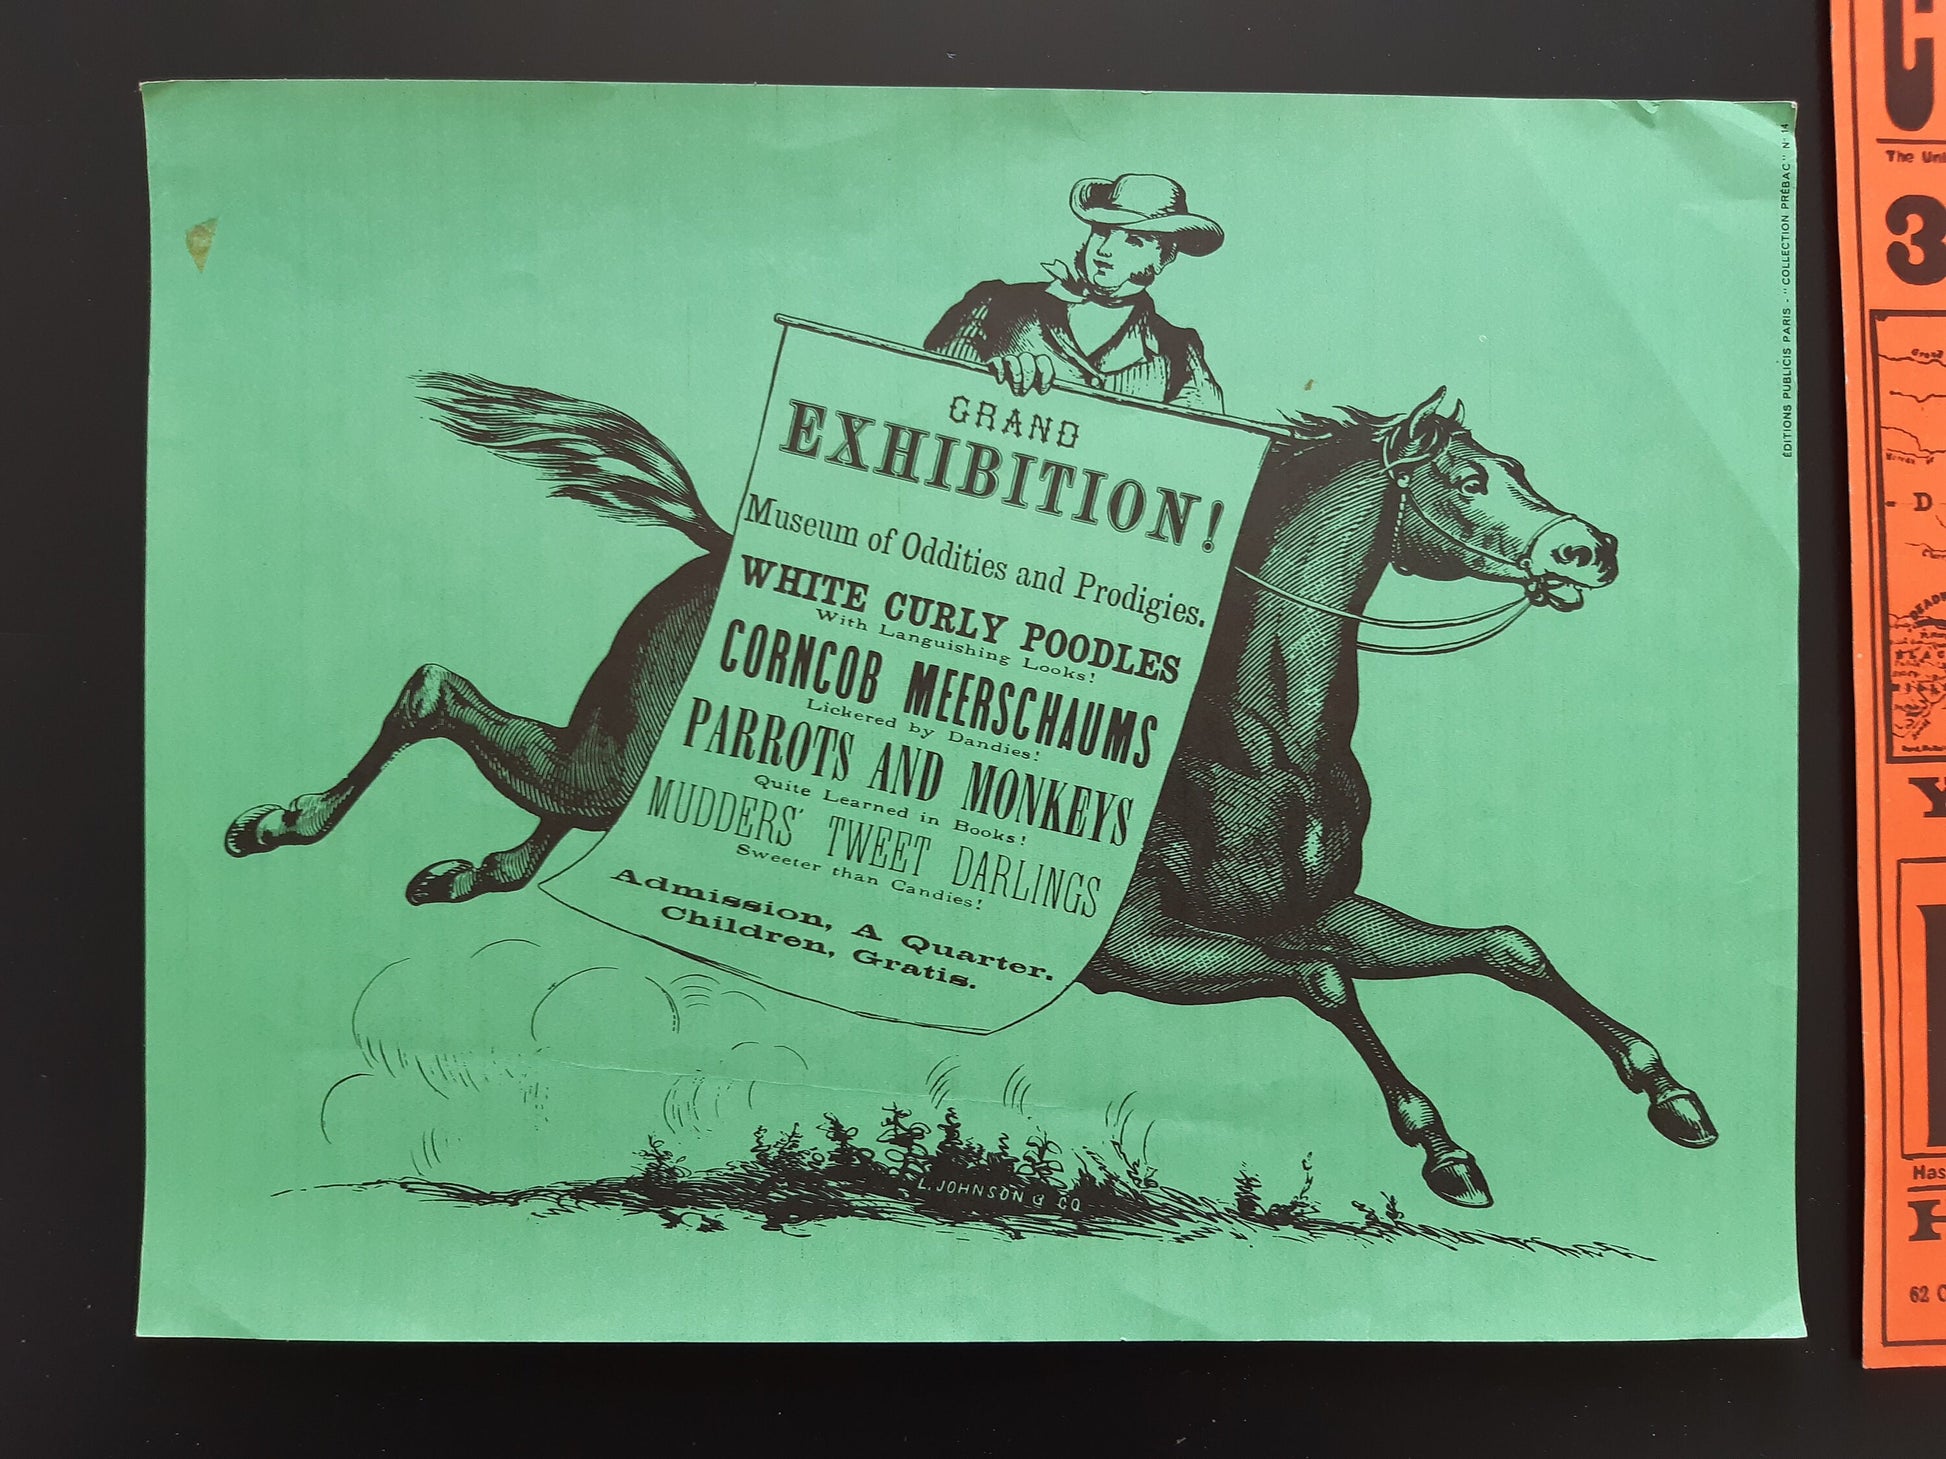 GRAND
EXHIBITION!
Museum of Oddities and Prodigies.
WHITE CURLY POODLES
With Languishing Looks!
CORNCOB MEERSCHAUMS
Lickered by Dandies!
PARROTS AND MONKEYS
Quite Learned in Books!
MUDDERS' TWEET DARLINGS
Sweeter than Candies!
Admission, A Quarter.
Children, Gratis.
L. JOHNSON & CO
ÉDITIONS PUBLICIS PARIS - "COLLECTION PRÉBAC" N° 14
The
3
D
Y
H
62